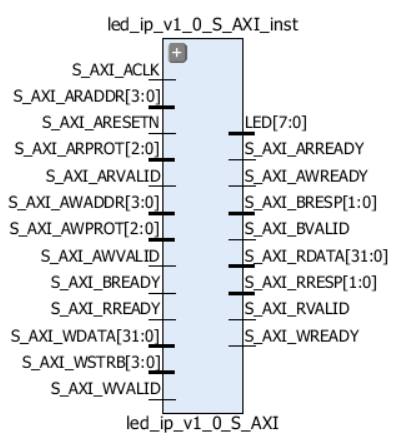 led_ip_v1_0_S_AXI_inst
S_AXI_ACLK
S_AXI_ARADDR[3:0]
S_AXI_ARESETN
S_AXI_ARPROT[2:0]
S_AXI_ARVALID
S_AXI_AWADDR[3:0]
S_AXI_AWPROT[2:0]
S_AXI_AWVALID
S_AXI_BREADY
S_AXI_RREADY
S_AXI_WDATA[31:0]
S_AXI_WSTRB[3:0]
S_AXI_WVALID
LED[7:0]
S_AXI_ARREADY
S_AXI_AWREADY
S_AXI_BRESP[1:0]
S_AXI_BVALID
S_AXI_RDATA[31:0]
S_AXI_RRESP[1:0]
S_AXI_RVALID
S_AXI_WREADY
led_ip_v1_0_S_AXI